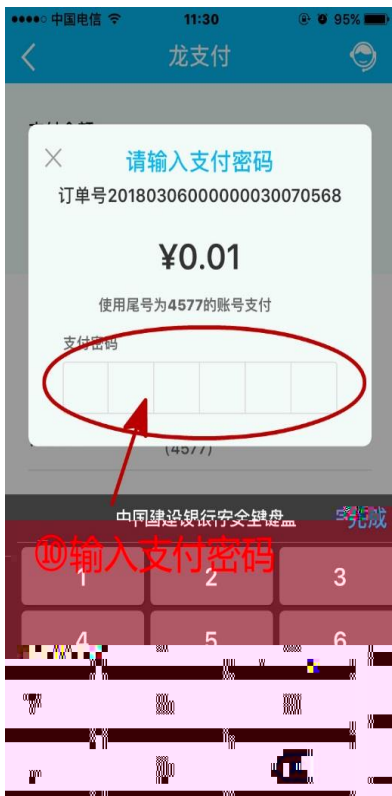 中国电信 11:30 95%
龙支付
请输入支付密码
订单号20180306000000030070568
¥0.01
使用尾号为4577的账号支付
支付密码
(4577)
中国建设银行安全键盘 完成
⑩输入支付密码
1 2 3
4 5 6